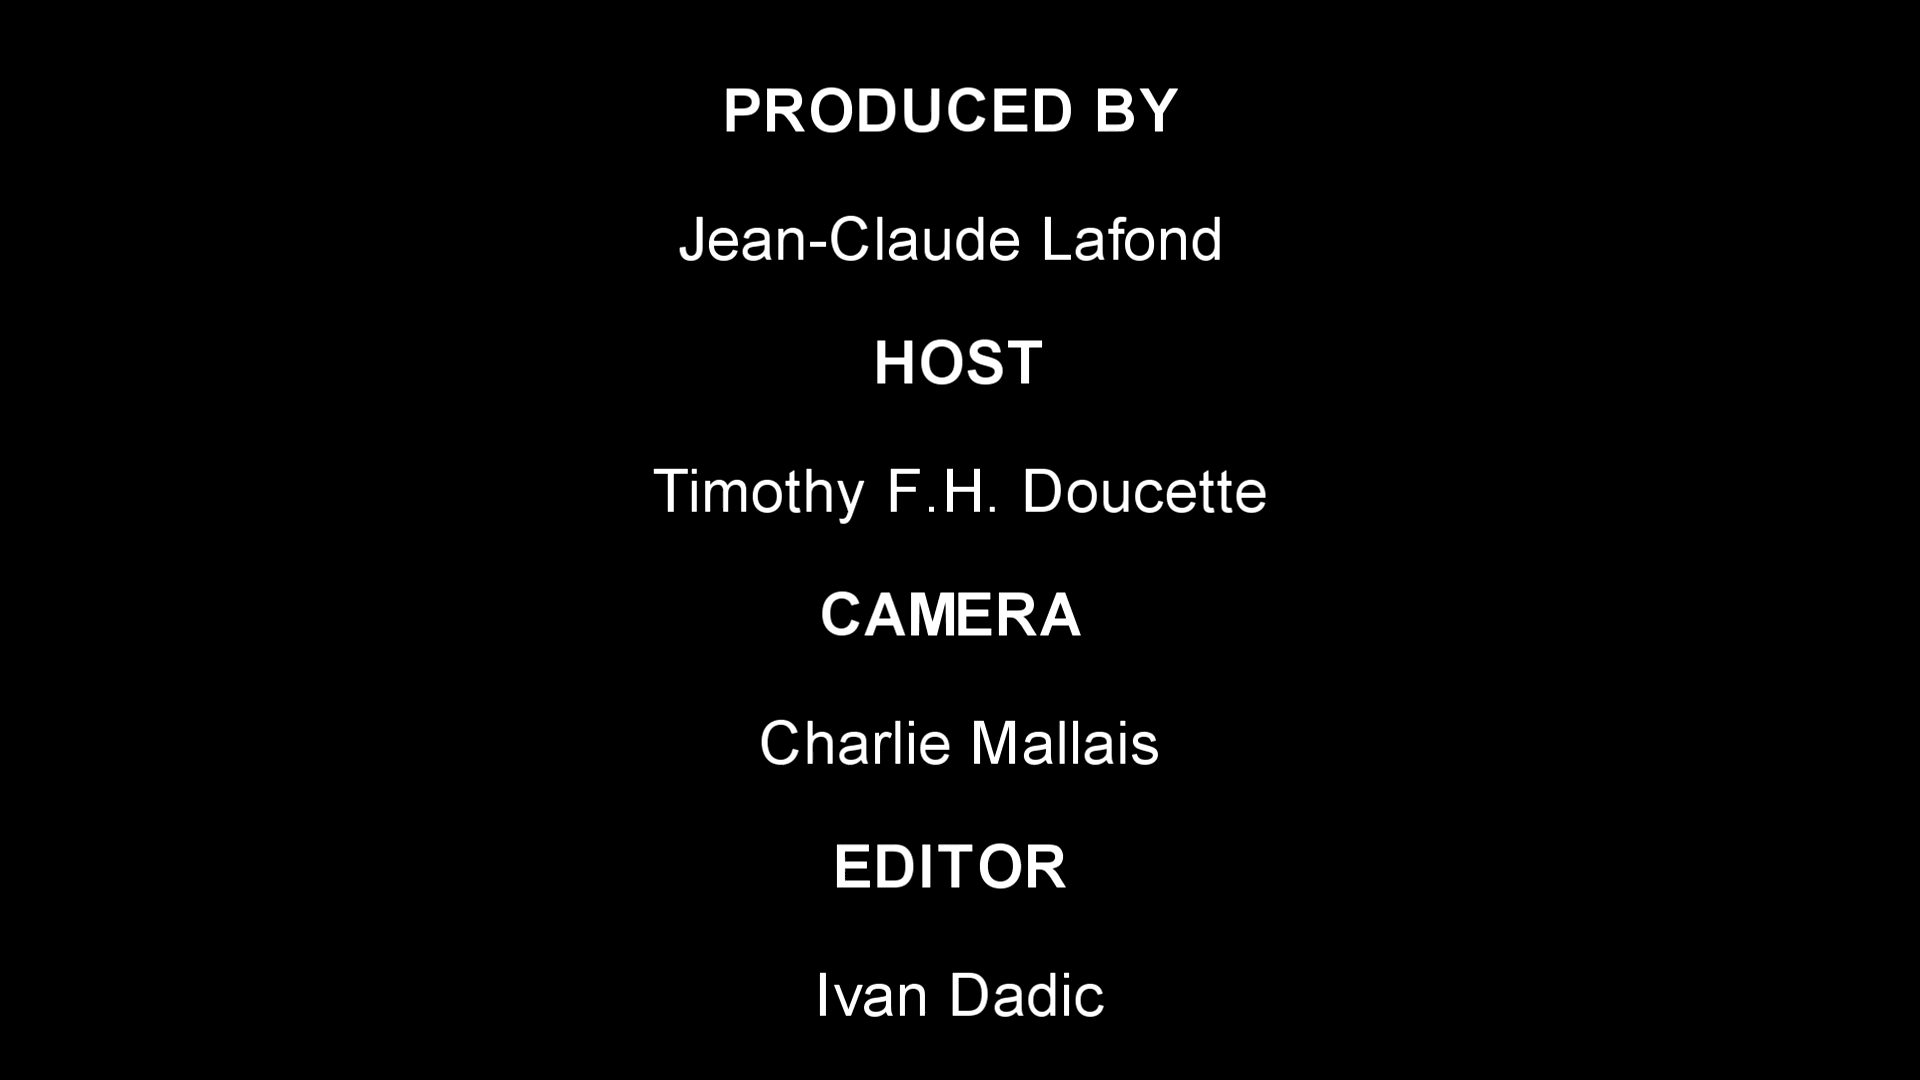 PRODUCED BY
Jean-Claude Lafond
HOST
Timothy F.H. Doucette
CAMERA
Charlie Mallais
EDITOR
Ivan Dadic